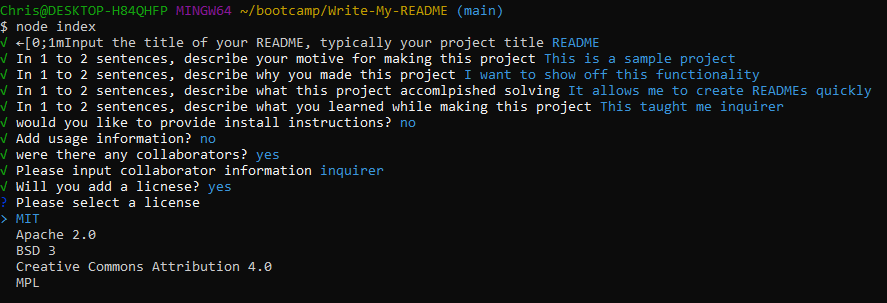 Chris@DESKTOP-H84QHFP MINGW64 ~/bootcamp/Write-My-README (main)
$ node index
√ ←[0;1mInput the title of your README, typically your project title README
√ In 1 to 2 sentences, describe your motive for making this project This is a sample project
√ In 1 to 2 sentences, describe why you made this project I want to show off this functionality
√ In 1 to 2 sentences, describe what this project accomlpished solving It allows me to create READMEs quickly
√ In 1 to 2 sentences, describe what you learned while making this project This taught me inquirer
√ would you like to provide install instructions? no
√ Add usage information? no
√ were there any collaborators? yes
√ Please input collaborator information inquirer
√ Will you add a licnese? yes
? Please select a license
> MIT
Apache 2.0
BSD 3
Creative Commons Attribution 4.0
MPL